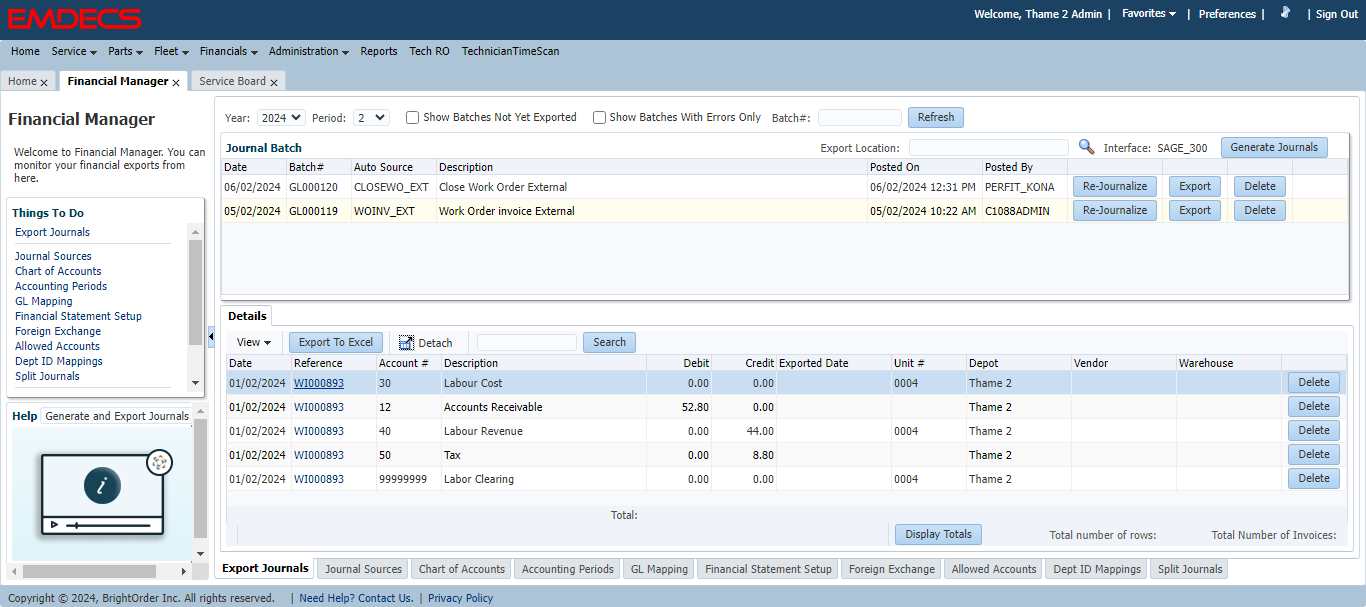 EMDECS
Welcome, Thame 2 Admin | Favorites | Preferences | | Sign Out
Home Service Parts Fleet Financials Administration Reports Tech RO TechnicianTimeScan
Home x Financial Manager x Service Board x
Financial Manager
Welcome to Financial Manager. You can
monitor your financial exports from
here.
Things To Do
Export Journals
Journal Sources
Chart of Accounts
Accounting Periods
GL Mapping
Financial Statement Setup
Foreign Exchange
Allowed Accounts
Dept ID Mappings
Split Journals
Help Generate and Export Journals
i
Year: 2024 Period: 2 Show Batches Not Yet Exported Show Batches With Errors Only Batch#: Refresh
Journal Batch Export Location: Interface: SAGE_300 Generate Journals
Date Batch# Auto Source Description Posted On Posted By
06/02/2024 GL000120 CLOSEWO_EXT Close Work Order External 06/02/2024 12:31 PM PERFIT_KONA Re-Journalize Export Delete
05/02/2024 GL000119 WOINV_EXT Work Order invoice External 05/02/2024 10:22 AM C1088ADMIN Re-Journalize Export Delete
Details
View Export To Excel Detach Search
Date Reference Account # Description Debit Credit Exported Date Unit # Depot Vendor Warehouse
01/02/2024 WI000893 30 Labour Cost 0.00 0.00 0004 Thame 2 Delete
01/02/2024 WI000893 12 Accounts Receivable 52.80 0.00 Thame 2 Delete
01/02/2024 WI000893 40 Labour Revenue 0.00 44.00 0004 Thame 2 Delete
01/02/2024 WI000893 50 Tax 0.00 8.80 Thame 2 Delete
01/02/2024 WI000893 99999999 Labor Clearing 0.00 0.00 0004 Thame 2 Delete
Total:
Display Totals Total number of rows: Total Number of Invoices:
Export Journals Journal Sources Chart of Accounts Accounting Periods GL Mapping Financial Statement Setup Foreign Exchange Allowed Accounts Dept ID Mappings Split Journals
Copyright © 2024, BrightOrder Inc. All rights reserved. | Need Help? Contact Us. | Privacy Policy